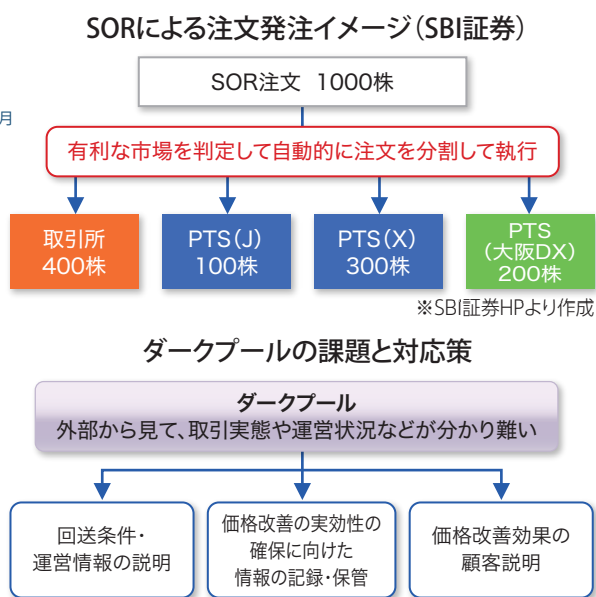 SORによる注文発注イメージ(SBI証券)
SOR注文 1000株
月
有利な市場を判定して自動的に注文を分割して執行
取引所
400株
PTS(J)
100株
PTS(X)
300株
PTS
(大阪DX)
200株
※SBI証券HPより作成
ダークプールの課題と対応策
ダークプール
外部から見て、取引実態や運営状況などが分かり難い
回送条件・
運営情報の説明
価格改善の実効性の
確保に向けた
情報の記録・保管
価格改善効果の
顧客説明